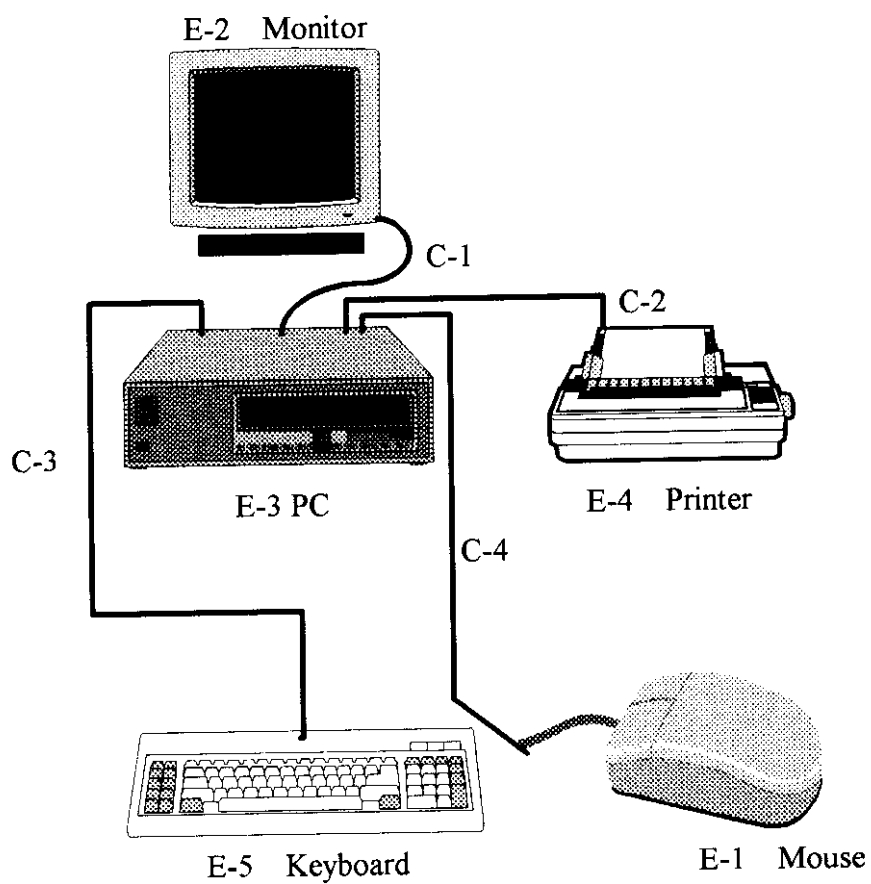 E-2 Monitor
C-1
C-2
C-3
E-3 PC
E-4 Printer
C-4
E-5 Keyboard
E-1 Mouse